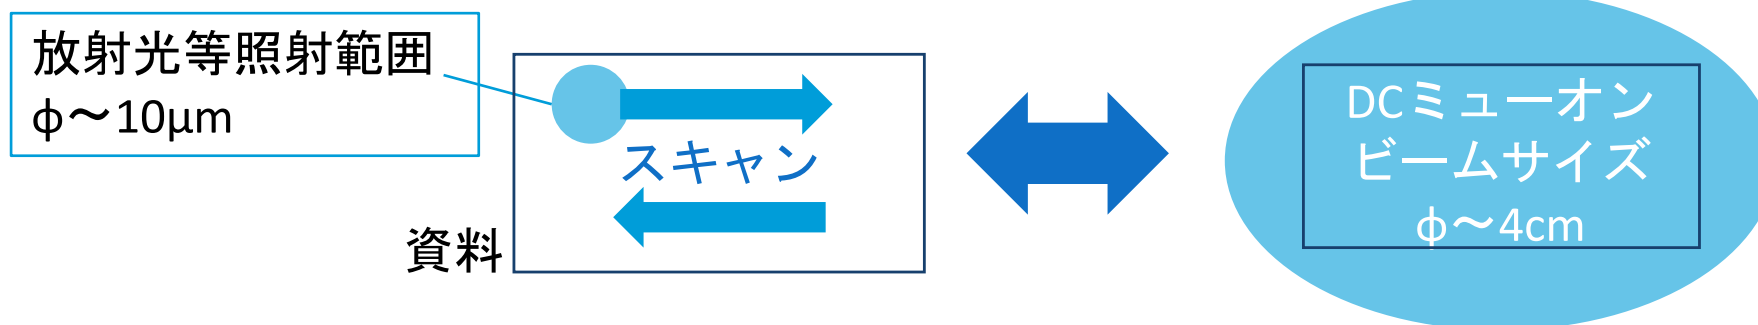 放射光等照射範囲
φ～10μm
スキャン
資料
DCミューオン
ビームサイズ
φ～4cm